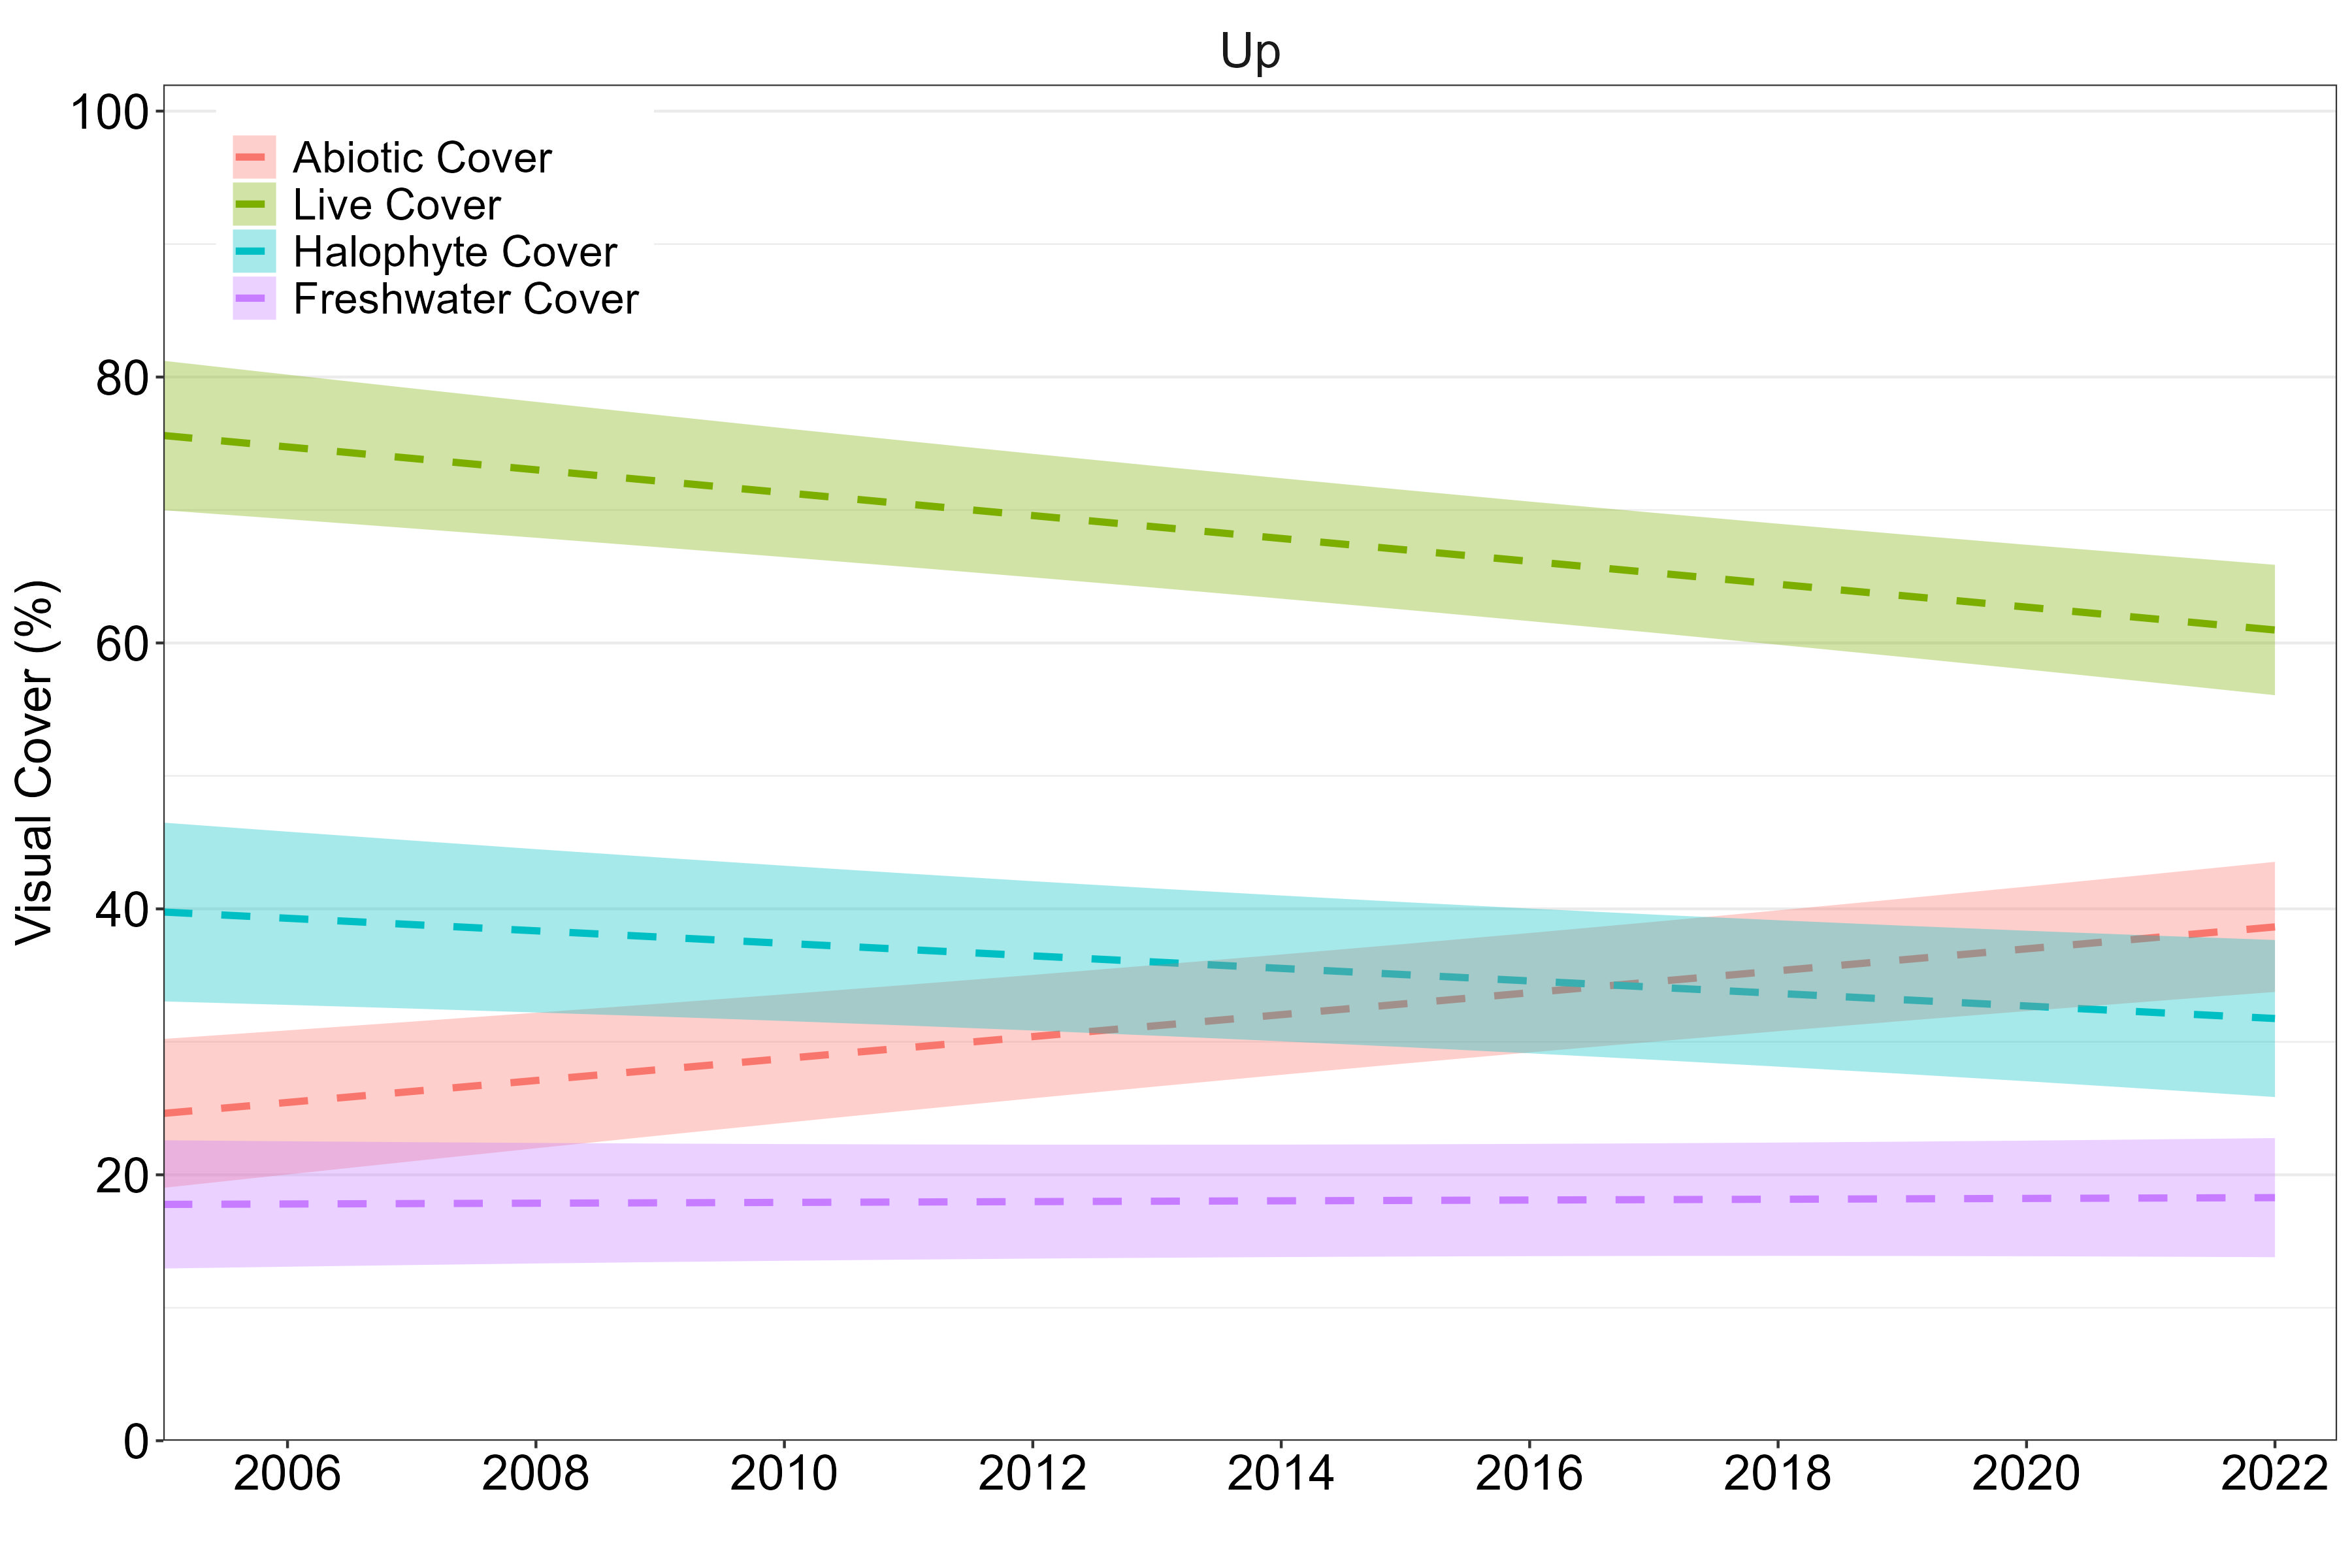 Up
Visual Cover (%)
100
80
60
40
20
0
Abiotic Cover
Live Cover
Halophyte Cover
Freshwater Cover
2006 2008 2010 2012 2014 2016 2018 2020 2022